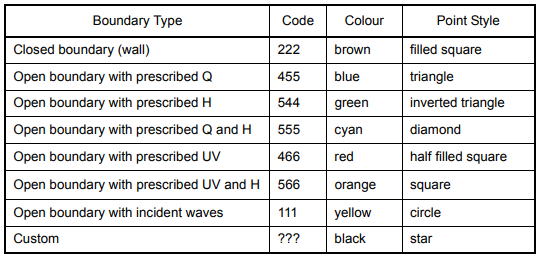 Boundary Type Code Colour Point Style
Closed boundary (wall) 222 brown filled square
Open boundary with prescribed Q 455 blue triangle
Open boundary with prescribed H 544 green inverted triangle
Open boundary with prescribed Q and H 555 cyan diamond
Open boundary with prescribed UV 466 red half filled square
Open boundary with prescribed UV and H 566 orange square
Open boundary with incident waves 111 yellow circle
Custom ??? black star